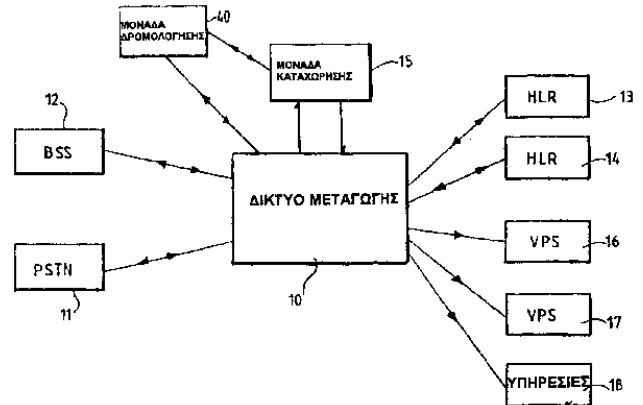 ΜΟΝΑΔΑ
ΔΡΟΜΟΛΟΓΗΣΗΣ
40
ΜΟΝΑΔΑ
ΚΑΤΑΧΩΡΗΣΗΣ
15
12
BSS
HLR
13
HLR
14
ΔΙΚΤΥΟ ΜΕΤΑΓΩΓΗΣ
VPS
16
PSTN
11
10
VPS
17
ΥΠΗΡΕΣΙΕΣ
18